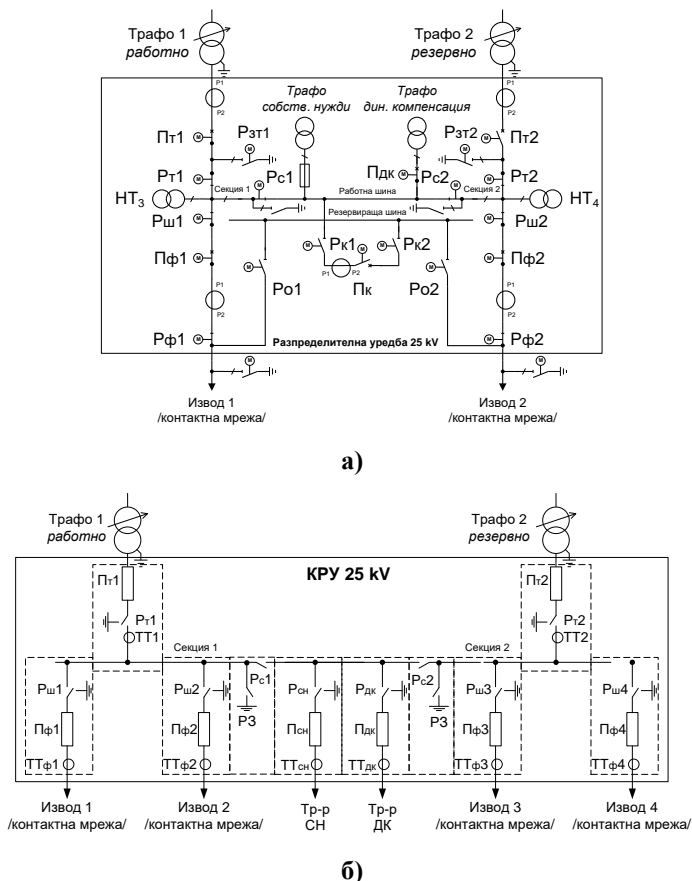 Трафо 1
работно
Трафо 2
резервно
P1
P2
Трафо
собств. нужди
Трафо
дин. компенсация
P1
P2
М
Пт1
М
Рзт1
Рзт2
М
М
Пт2
Пдк
М
М
Рт1
Рс1
М
М
Рс2
М
Рт2
НТ3
Секция 1
Работна шина
Секция 2
НТ4
М
Рш1
Резервираща шина
М
Рш2
М
Рк1
М
М
Рк2
М
Пф1
P1
P2
Пк
М
Пф2
М
Ро1
Ро2
М
P1
P2
P1
P2
М
Рф1
Разпределителна уредба 25 kV
М
Рф2
М
М
Извод 1
/контактна мрежа/
Извод 2
/контактна мрежа/
а)
Трафо 1
работно
Трафо 2
резервно
КРУ 25 kV
Пт1
Пт2
Рт1
Рт2
ТТ1
ТТ2
Секция 1
Секция 2
Рш1
Рш2
Рс1
Рсн
Рдк
Рс2
Рш3
Рш4
Пф1
Пф2
РЗ
Псн
Пдк
РЗ
Пф3
Пф4
ТТф1
ТТф2
ТТсн
ТТдк
ТТф3
ТТф4
Извод 1
/контактна мрежа/
Извод 2
/контактна мрежа/
Тр-р
СН
Тр-р
ДК
Извод 3
/контактна мрежа/
Извод 4
/контактна мрежа/
б)